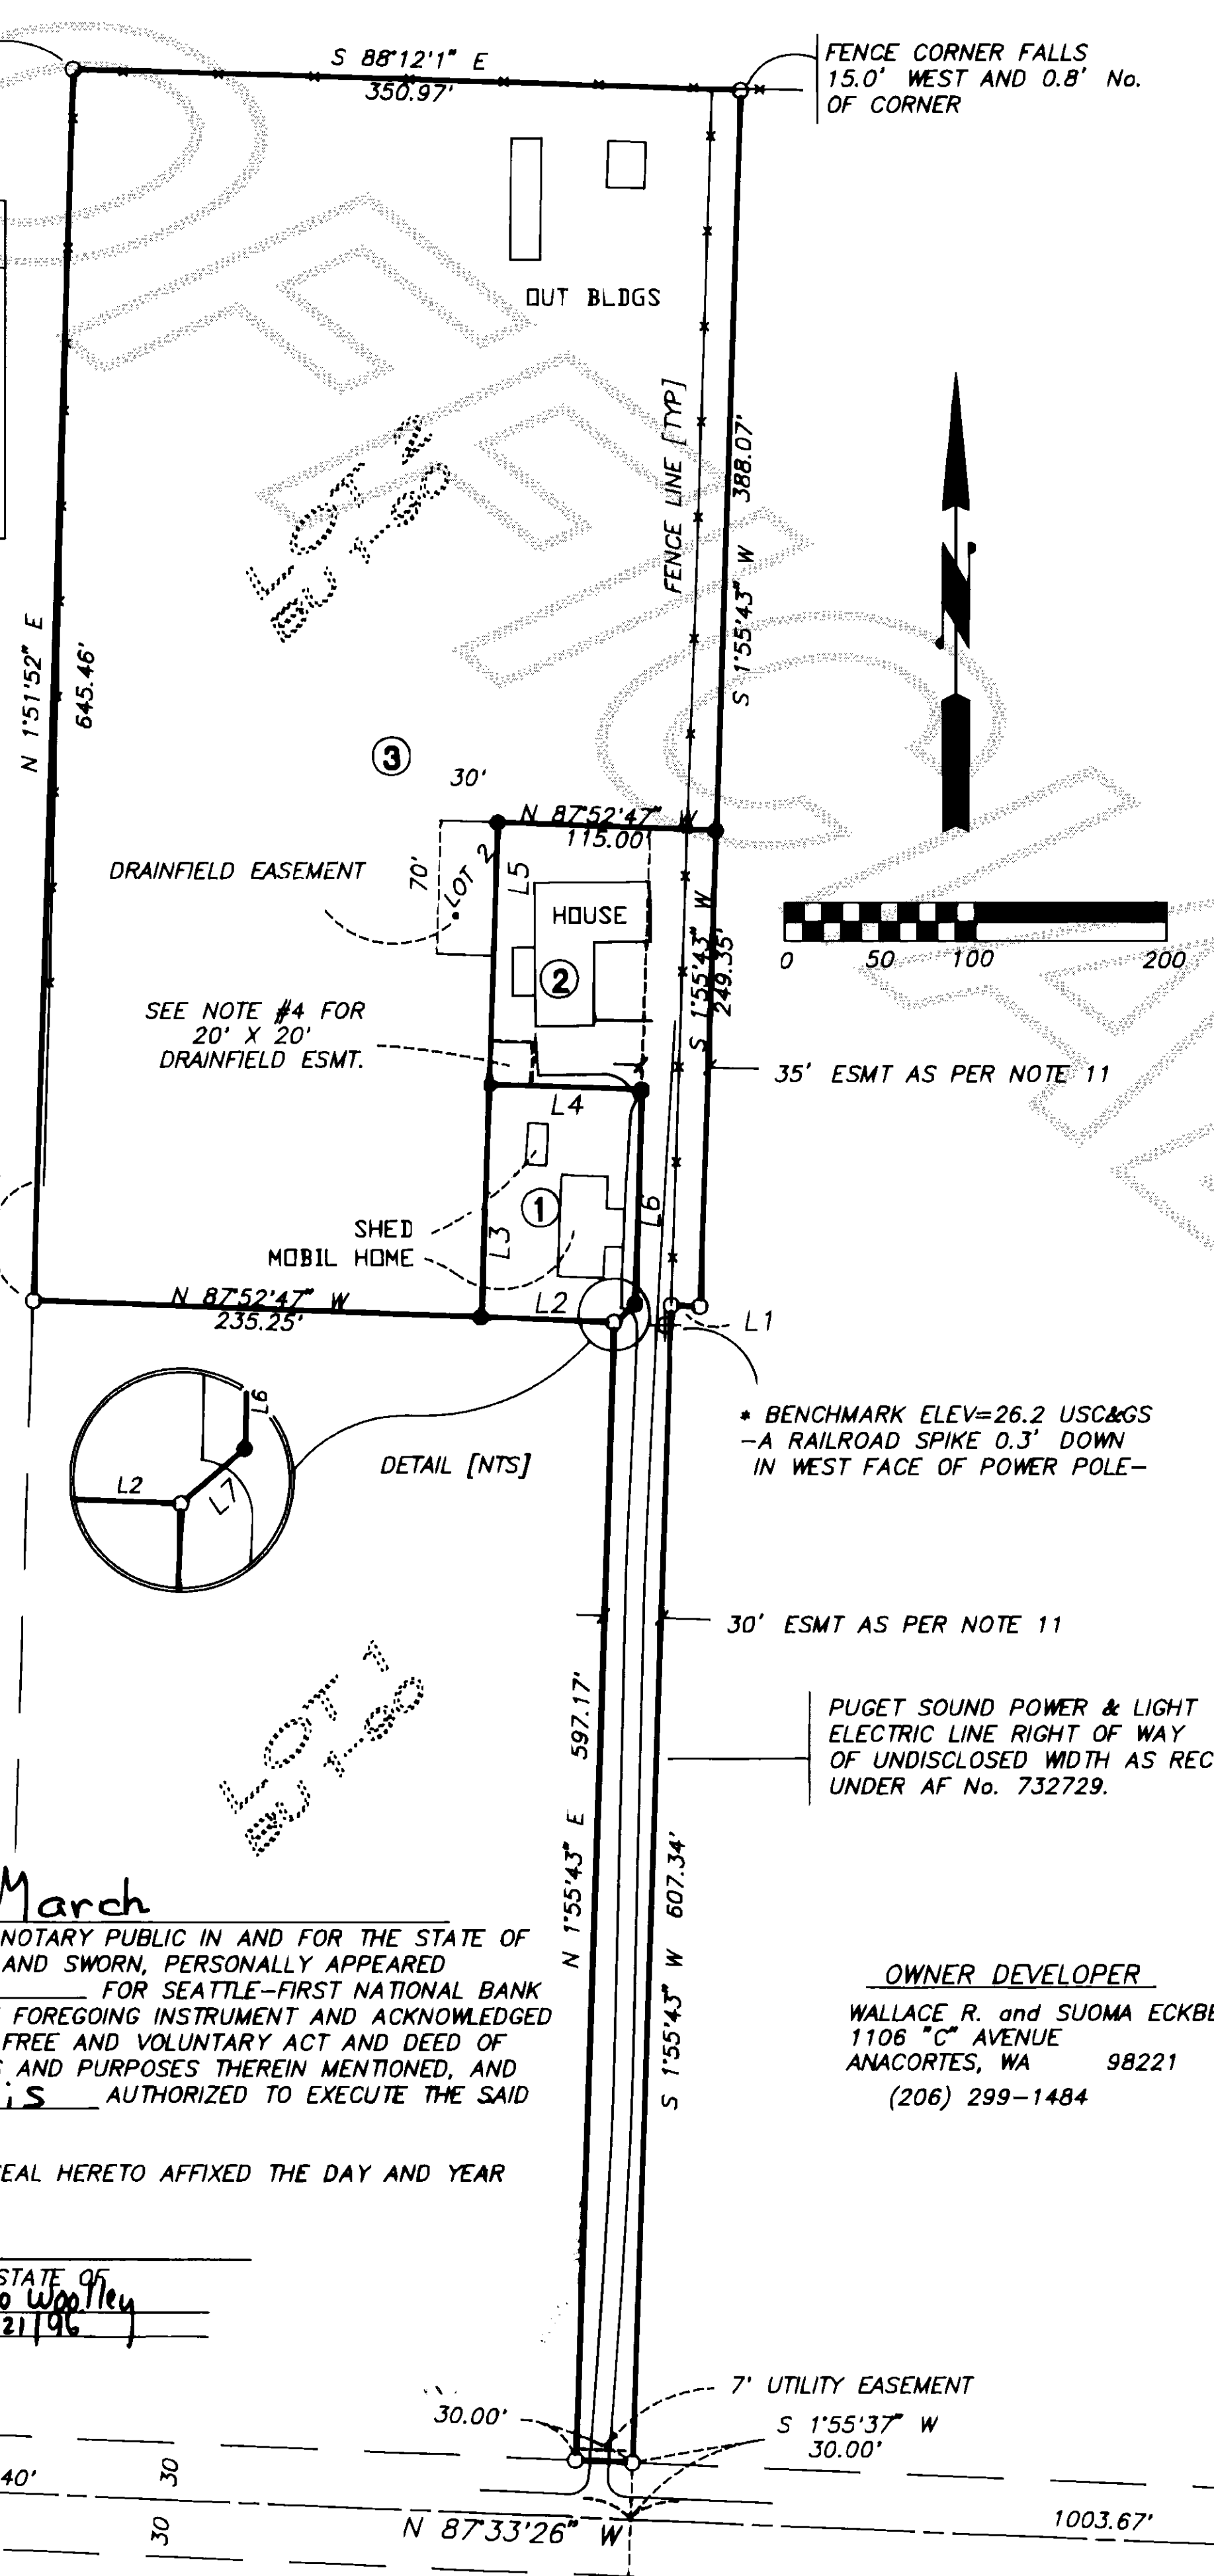 S 88°12'1" E
350.97'
FENCE CORNER FALLS
15.0' WEST AND 0.8' No.
OF CORNER
OUT BLDGS
FENCE LINE [TYP]
S 1°55'43" W 388.07'
LOT 2
N 1°51'52" E
645.46'
3
30'
N 87°52'47" W
115.00'
DRAINFIELD EASEMENT
70'
LOT 2
L5
HOUSE
2
S 1°55'43" W
249.35'
0 50 100 200
SEE NOTE #4 FOR
20' X 20'
DRAINFIELD ESMT.
35' ESMT AS PER NOTE 11
L4
1
L6
L3
SHED
MOBIL HOME
N 87°52'47" W
235.25'
L2
L1
L6
L2
L7
DETAIL [NTS]
* BENCHMARK ELEV=26.2 USC&GS
-A RAILROAD SPIKE 0.3' DOWN
IN WEST FACE OF POWER POLE-
30' ESMT AS PER NOTE 11
N 1°55'43" E 597.17'
LOT 1
PUGET SOUND POWER & LIGHT
ELECTRIC LINE RIGHT OF WAY
OF UNDISCLOSED WIDTH AS REC
UNDER AF No. 732729.
S 1°55'43" W 607.34'
March
NOTARY PUBLIC IN AND FOR THE STATE OF
AND SWORN, PERSONALLY APPEARED
FOR SEATTLE-FIRST NATIONAL BANK
FOREGOING INSTRUMENT AND ACKNOWLEDGED
FREE AND VOLUNTARY ACT AND DEED OF
AND PURPOSES THEREIN MENTIONED, AND
is AUTHORIZED TO EXECUTE THE SAID
EAL HERETO AFFIXED THE DAY AND YEAR
STATE OF
o Woolley
21/96
OWNER DEVELOPER
WALLACE R. and SUOMA ECKBE
1106 "C" AVENUE
ANACORTES, WA 98221
(206) 299-1484
7' UTILITY EASEMENT
30.00'
S 1°55'37" W
30.00'
40'
30
30
N 87°33'26" W
1003.67'